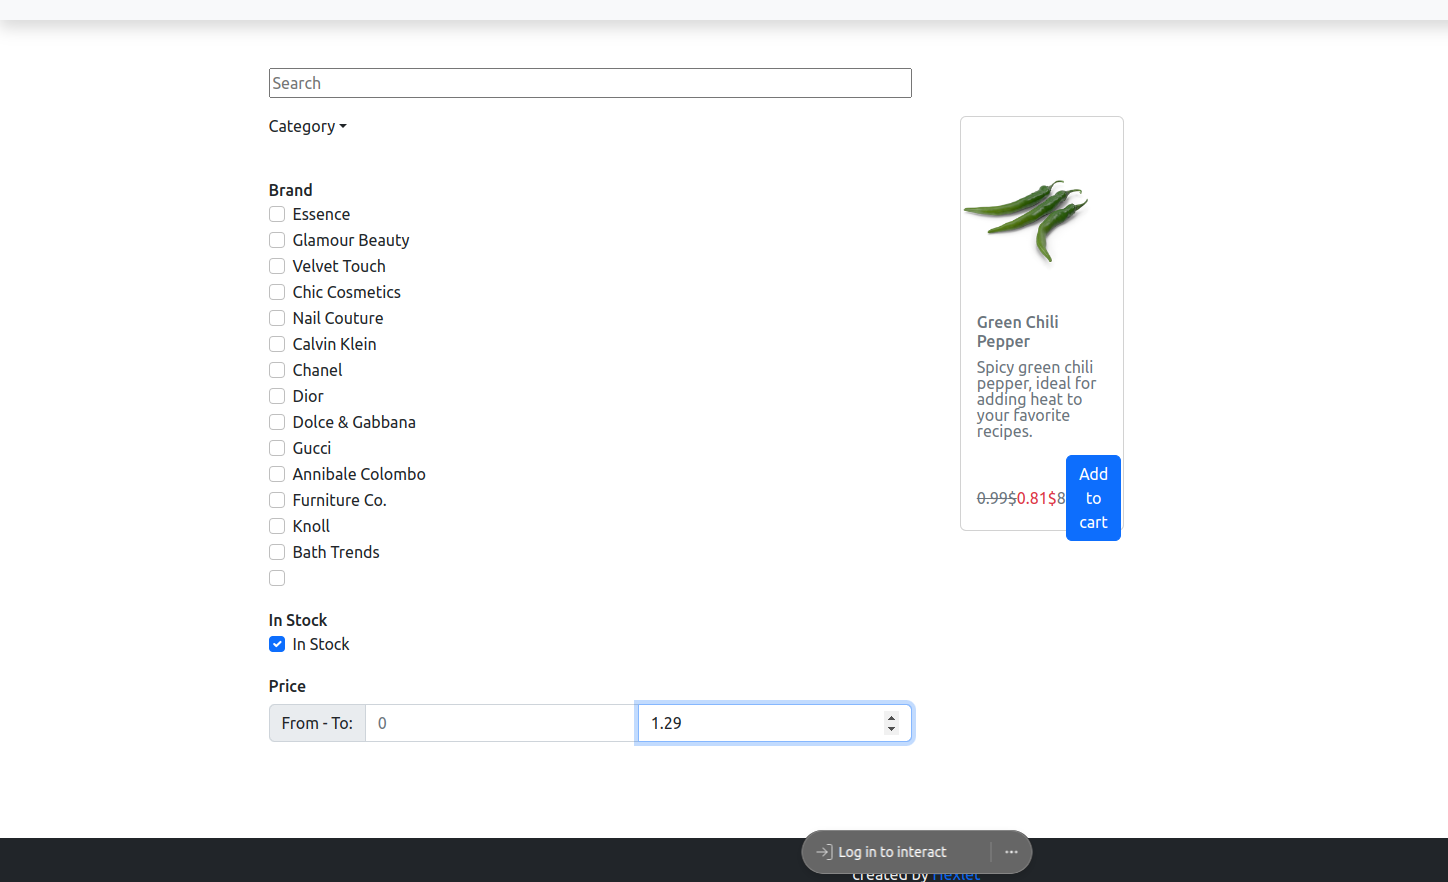 Search
Category
Brand
Essence
Glamour Beauty
Velvet Touch
Chic Cosmetics
Nail Couture
Calvin Klein
Chanel
Dior
Dolce & Gabbana
Gucci
Annibale Colombo
Furniture Co.
Knoll
Bath Trends
In Stock
In Stock
Price
From - To:
0
1.29
Green Chili
Pepper
Spicy green chili
pepper, ideal for
adding heat to
your favorite
recipes.
0.99$0.81$8
Add
to
cart
Log in to interact
created by Hexlet